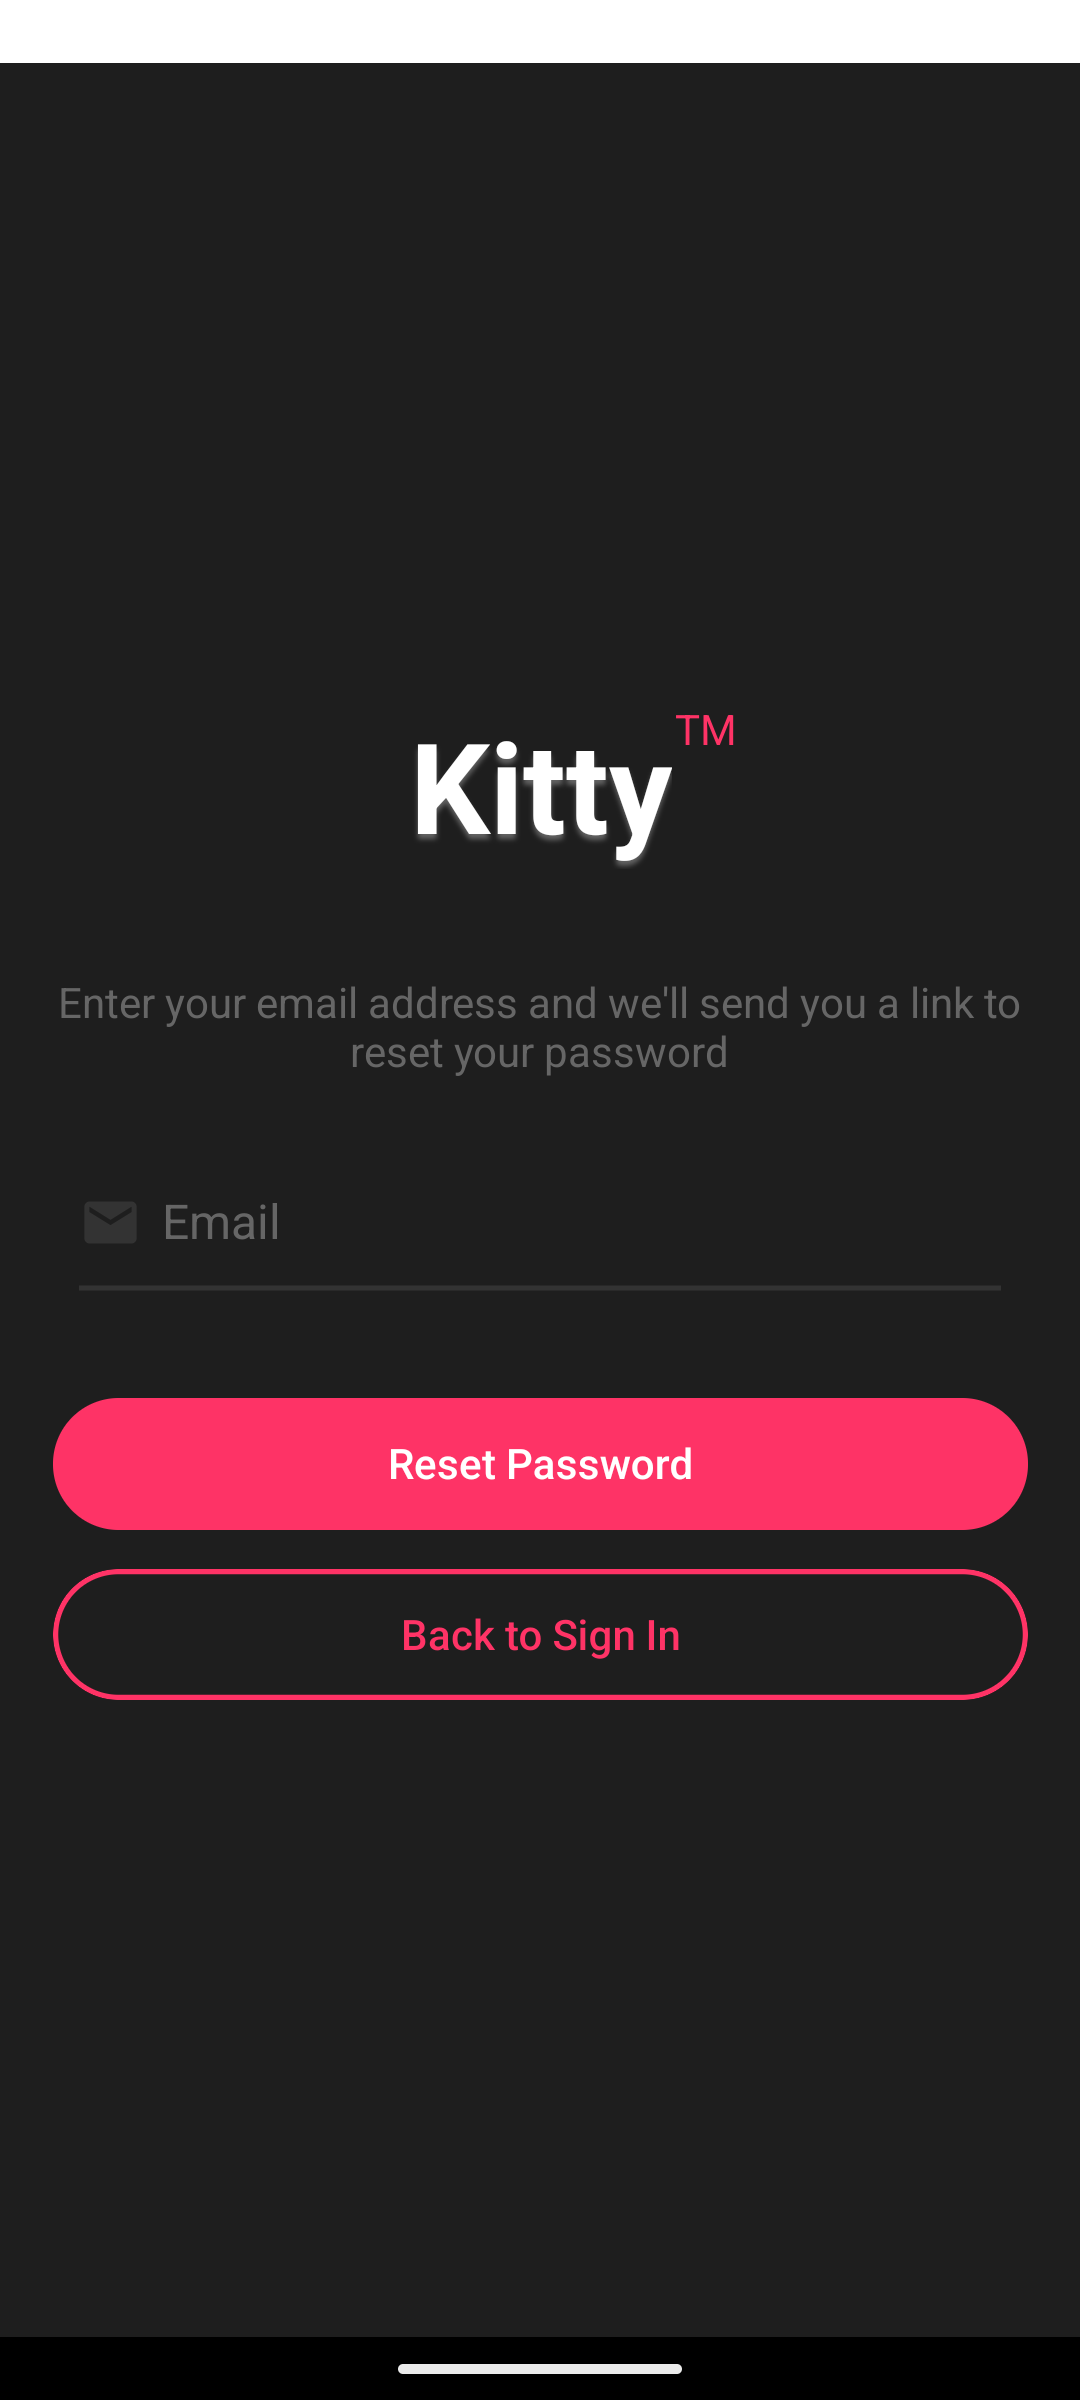 Kitty TM
Enter your email address and we'll send you a link to
reset your password
Email
Reset Password
Back to Sign In